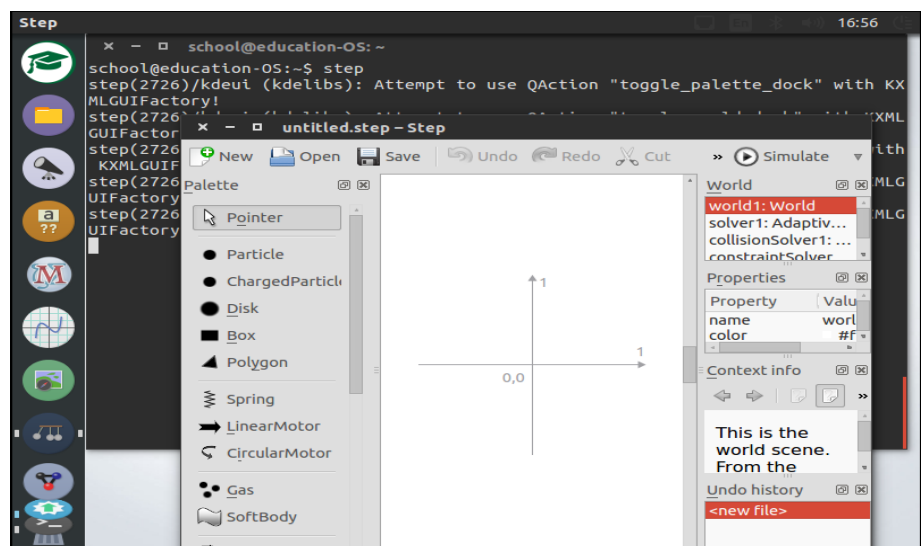 Step
16:56
school@education-OS: ~
school@education-OS:~$ step
step(2726)/kdeui (kdelibs): Attempt to use QAction "toggle_palette_dock" with KX
MLGUIFactory!
step(2726
XML
GUIFactor
step(2726
with
KXMLGUIF
step(2726
MLG
UIFactory
step(2726
MLG
UIFactory
untitled.step – Step
New Open Save Undo Redo Cut » Simulate
Palette
Pointer
Particle
ChargedParticl
Disk
Box
Polygon
Spring
LinearMotor
CircularMotor
Gas
SoftBody
1
1
0,0
World
world1: World
solver1: Adaptiv...
collisionSolver1: ...
constraintSolver
Properties
Property Valu
name worl
color #f
Context info
»
This is the
world scene.
From the
Undo history
<new file>
a
??
M